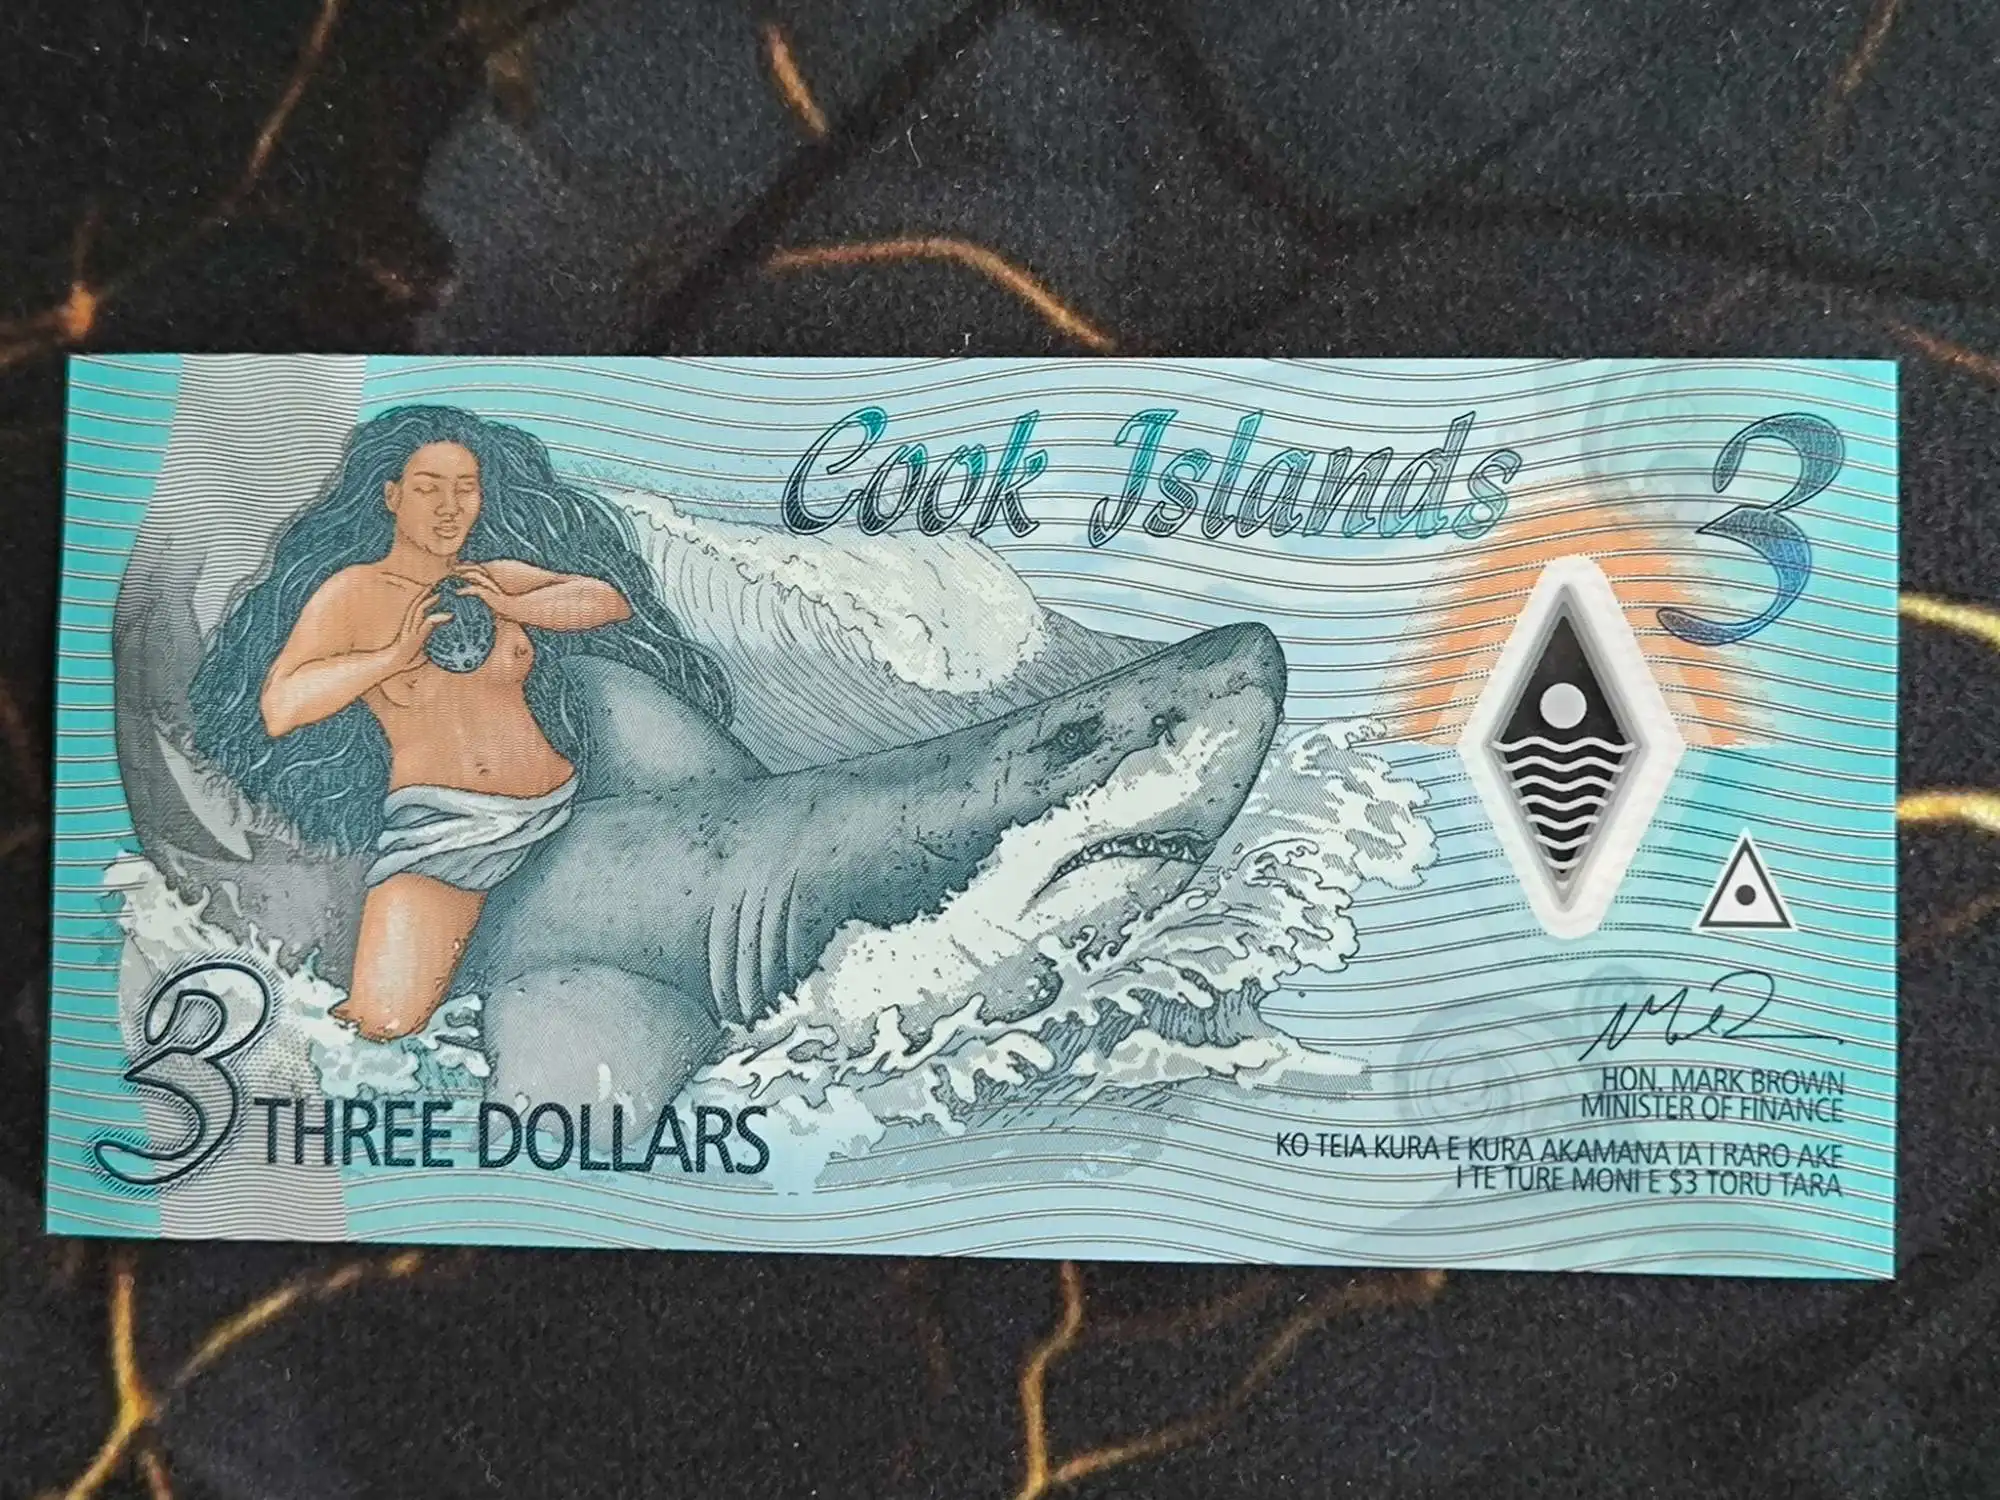 Cook Islands
3
3 THREE DOLLARS
HON. MARK BROWN
MINISTER OF FINANCE
KO TEIA KURA E KURA AKAMANA IA I RARO AKE
I TE TURE MONI E $3 TORU TARA